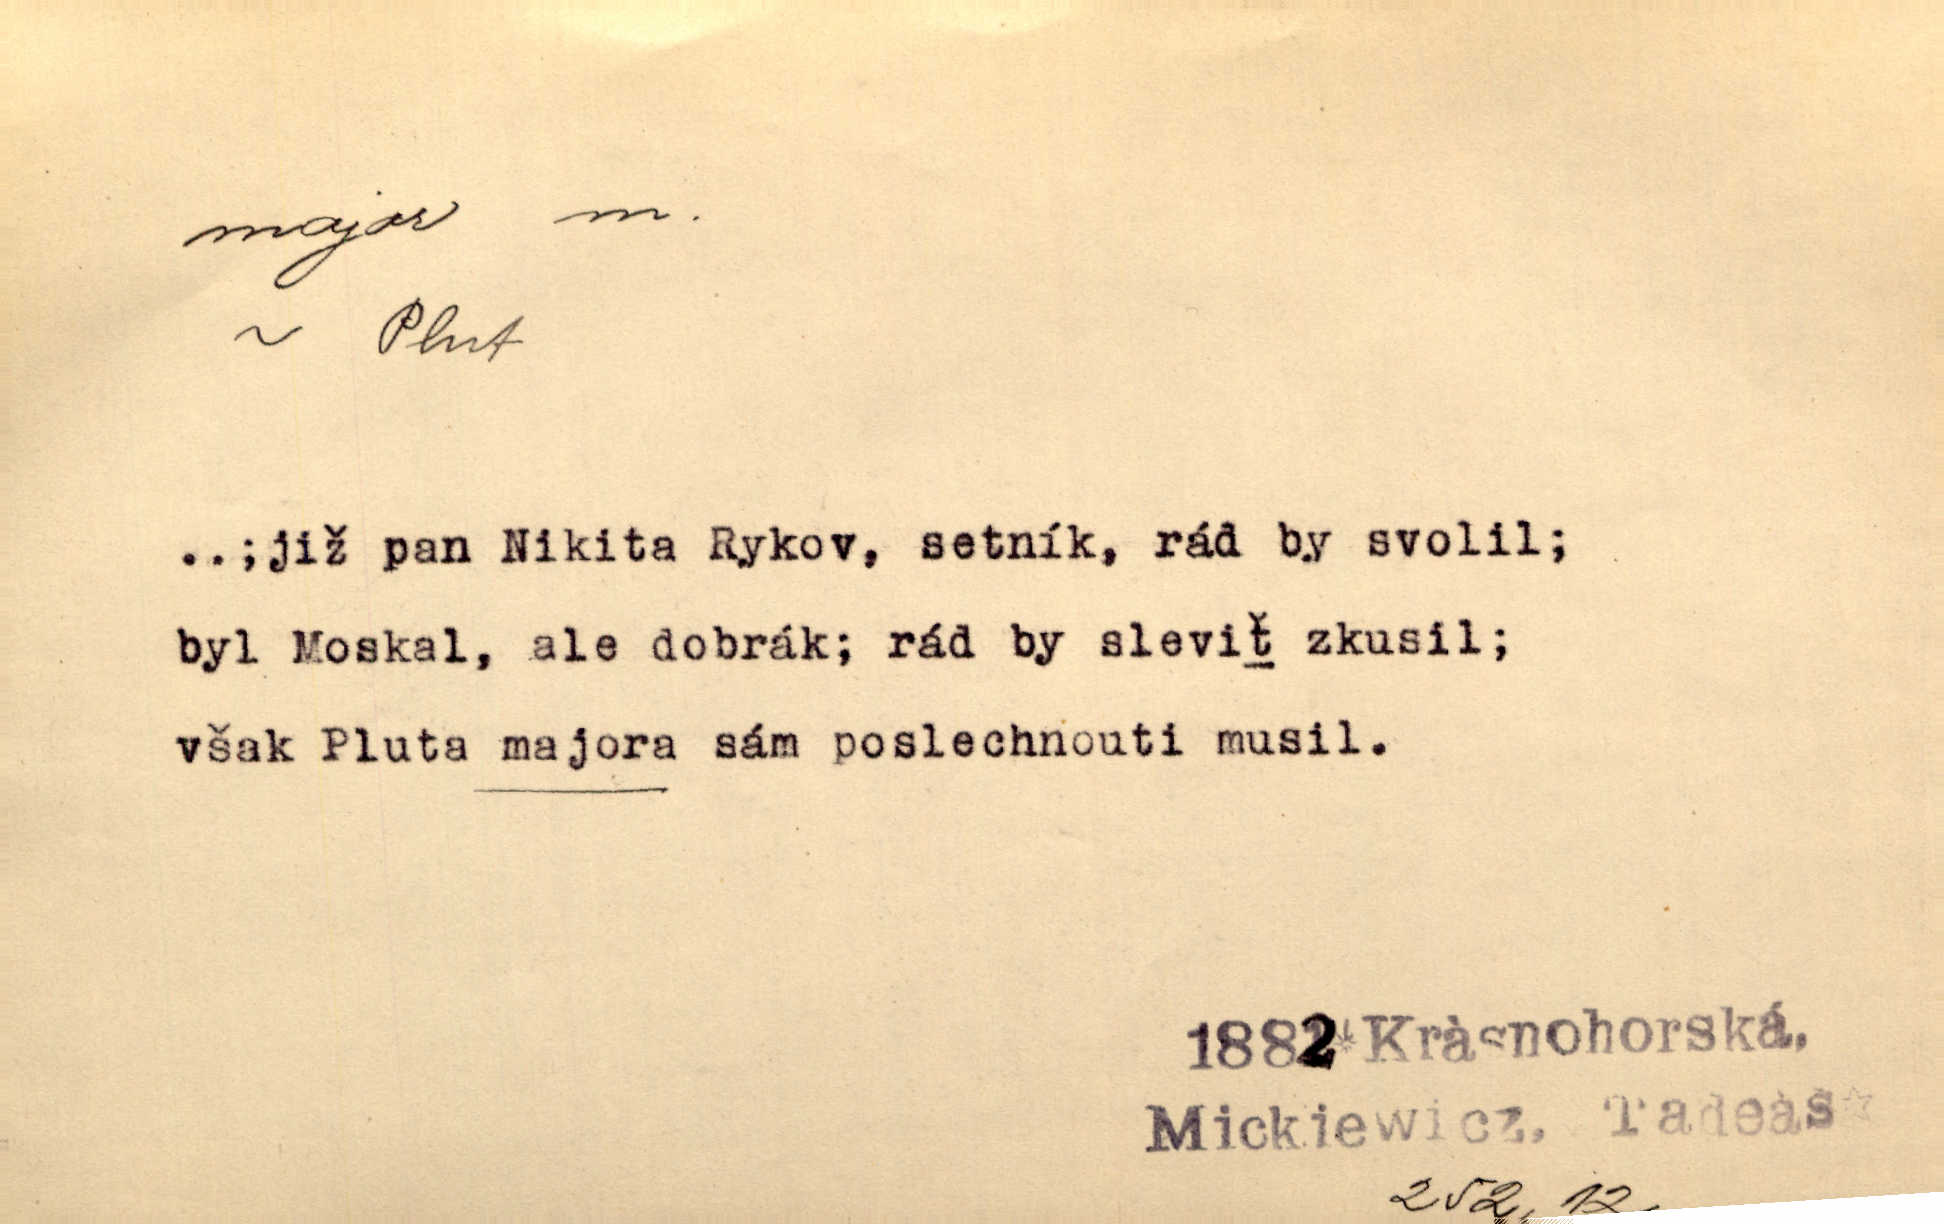 major m.
~ Plut
..;již pan Nikita Rykov, setník, rád by svolil;
byl Moskal, ale dobrák; rád by slevit̆ zkusil;
však Pluta majora sám poslechnouti musil.
1882* Kràsnohorská,
Mickiewicz, Tadeáš☆
252, 12,